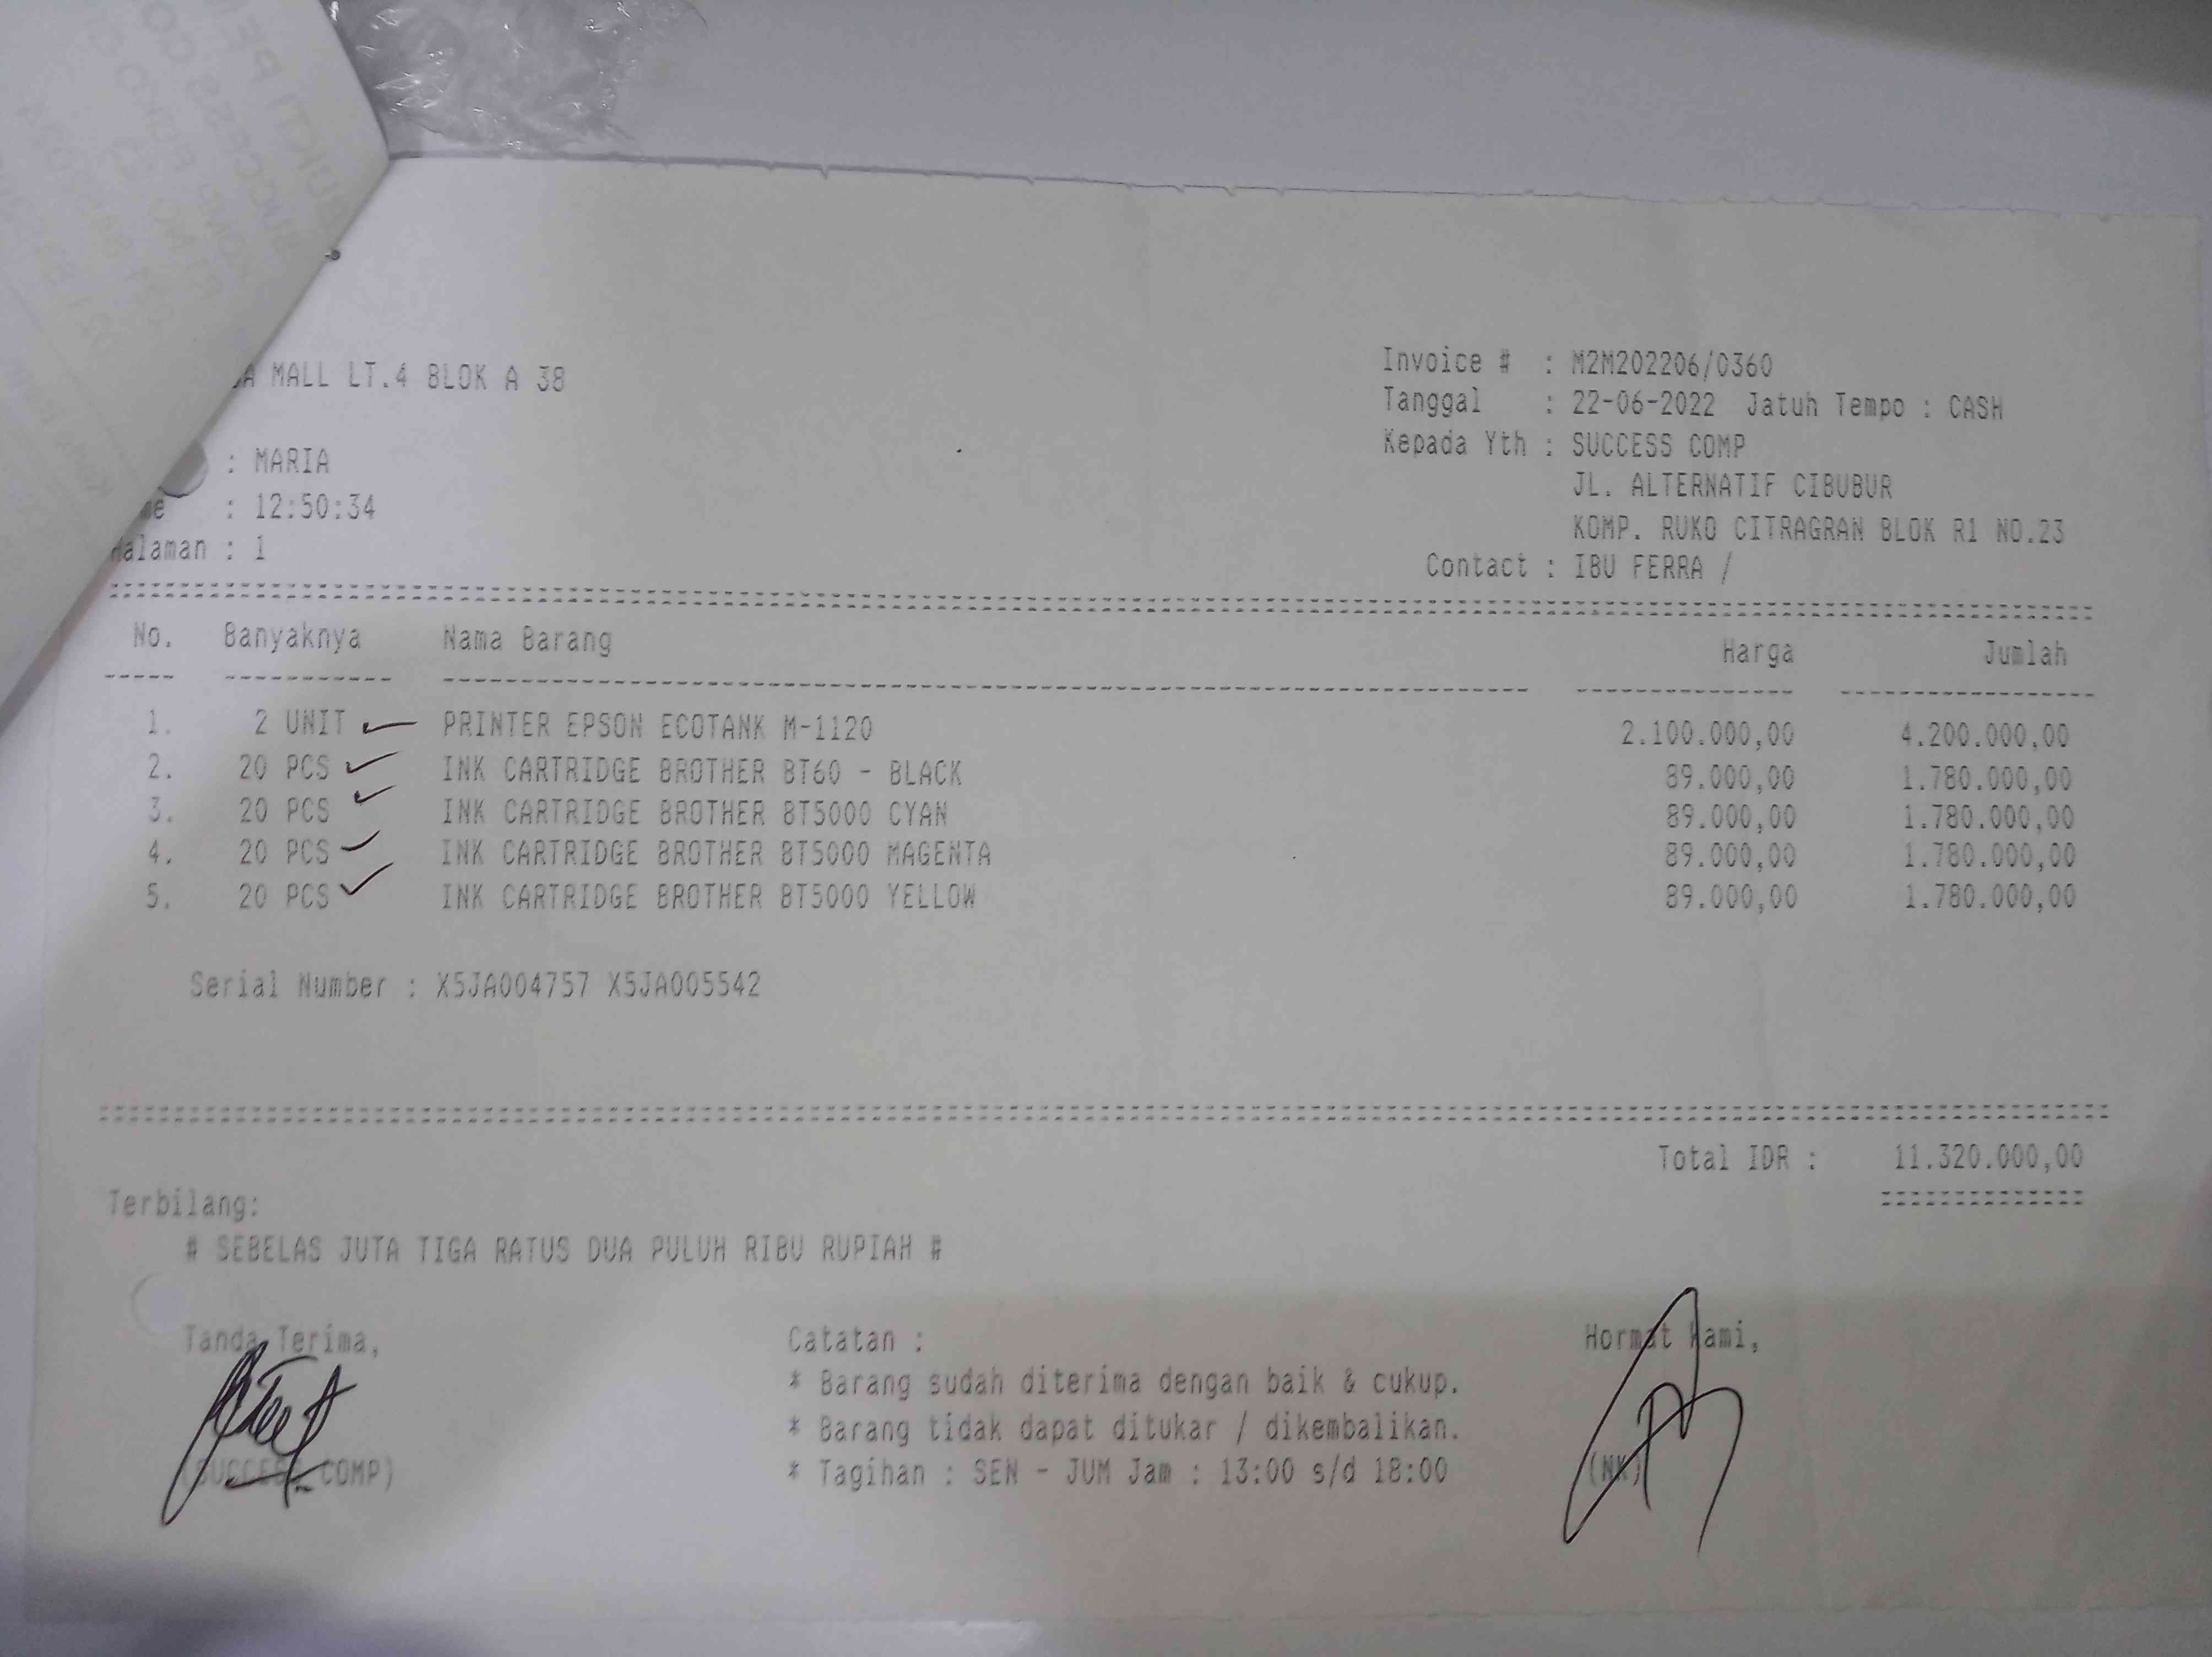 MALL LT.4 BLOK A 38
Invoice # : M2M202206/0360
Tanggal : 22-06-2022 Jatuh Tempo : CASH
Kepada Yth : SUCCESS COMP
JL. ALTERNATIF CIBUBUR
KOMP. RUKO CITRAGRAN BLOK R1 NO.23
Contact : IBU FERRA /
: MARIA
: 12:50:34
Halaman : 1
No. Banyaknya Nama Barang Harga Jumlah
1. 2 UNIT PRINTER EPSON ECOTANK M-1120 2.100.000,00 4.200.000,00
2. 20 PCS INK CARTRIDGE BROTHER BT60 - BLACK 89.000,00 1.780.000,00
3. 20 PCS INK CARTRIDGE BROTHER BT5000 CYAN 89.000,00 1.780.000,00
4. 20 PCS INK CARTRIDGE BROTHER BT5000 MAGENTA 89.000,00 1.780.000,00
5. 20 PCS INK CARTRIDGE BROTHER BT5000 YELLOW 89.000,00 1.780.000,00
Serial Number : X5JA004757 X5JA005542
Total IDR : 11.320.000,00
Terbilang:
# SEBELAS JUTA TIGA RATUS DUA PULUH RIBU RUPIAH #
Tanda Terima,
(SUCCESS COMP)
Catatan :
* Barang sudah diterima dengan baik & cukup.
* Barang tidak dapat ditukar / dikembalikan.
* Tagihan : SEN - JUM Jam : 13:00 s/d 18:00
Hormat Kami,
(NK)